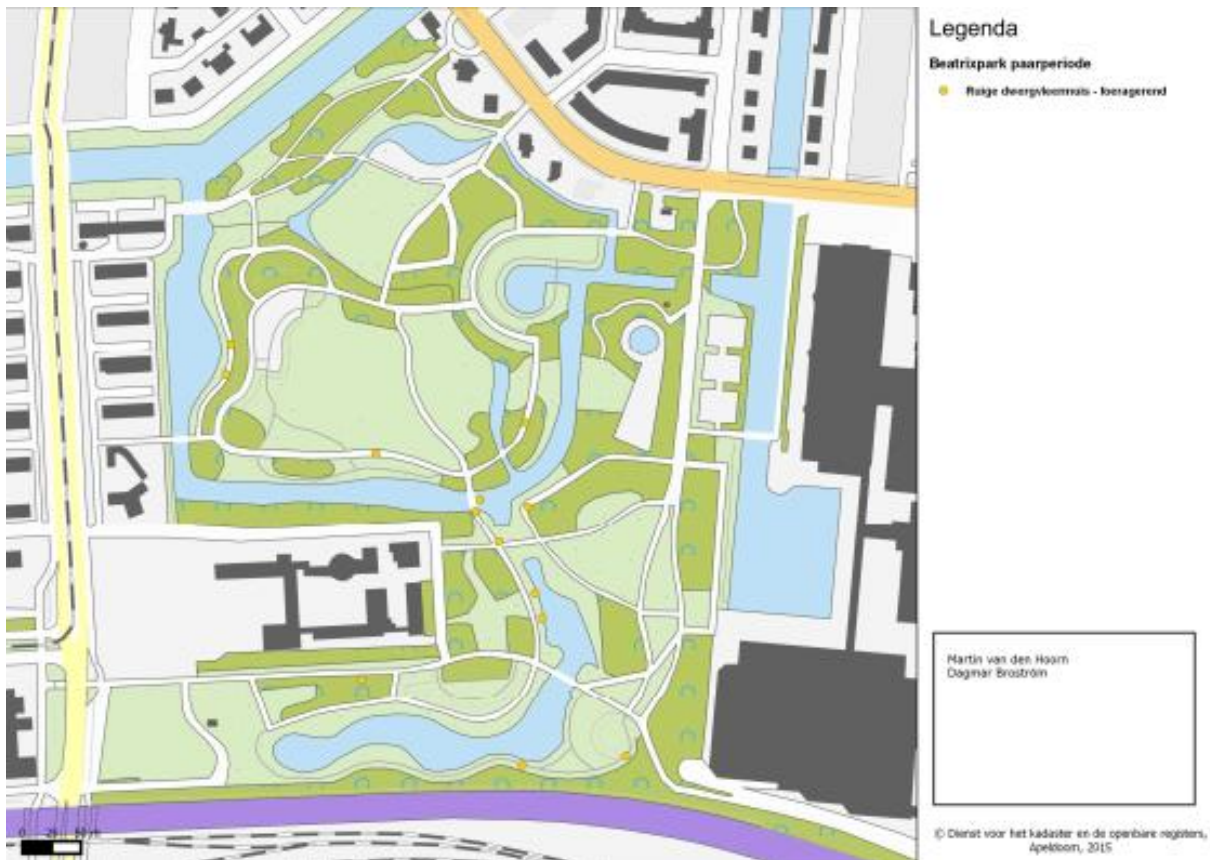 Legenda
Beatrixpark paarperiode
Ruige dwergvleermuis - foeragerend
Martin van den Hoorn
Dagmar Broström
© Dienst voor het kadaster en de openbare registers,
Apeldoorn, 2015
0